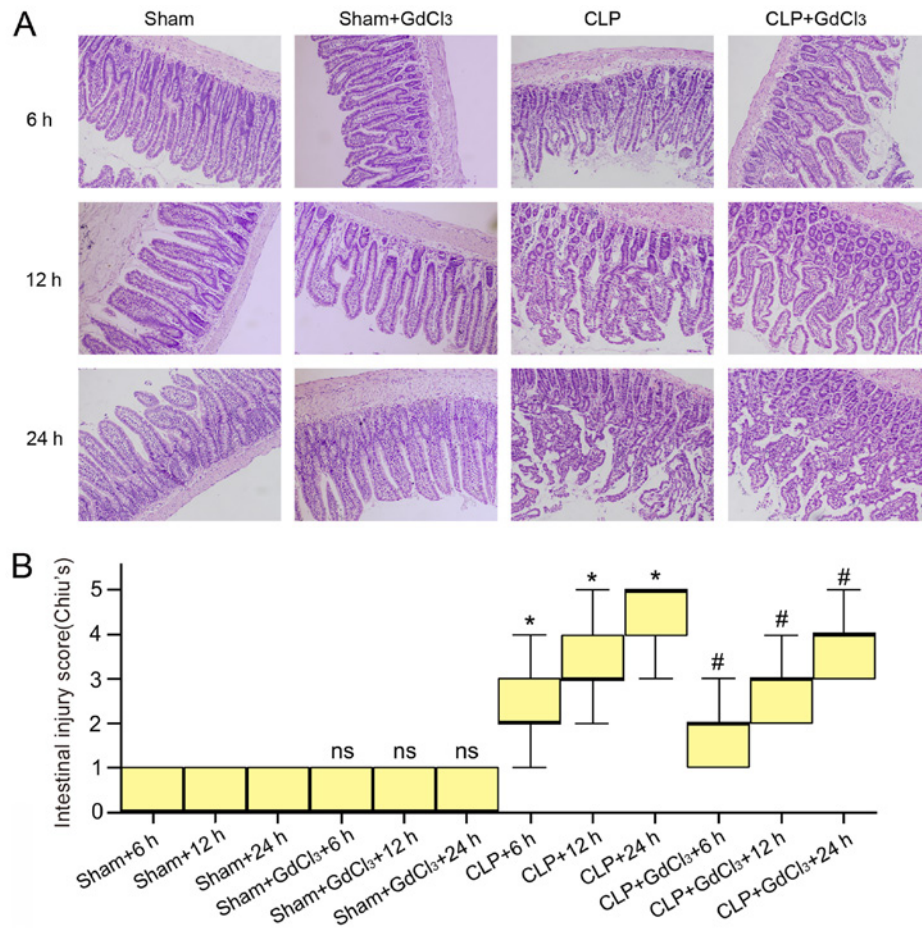 A
Sham
Sham+GdCl₃
CLP
CLP+GdCl₃
6 h
12 h
24 h
B
Intestinal injury score(Chiu's)
5
4
3
2
1
0
ns
ns
ns
*
*
*
#
#
#
Sham+6 h
Sham+12 h
Sham+24 h
Sham+GdCl₃+6 h
Sham+GdCl₃+12 h
Sham+GdCl₃+24 h
CLP+6 h
CLP+12 h
CLP+24 h
CLP+GdCl₃+6 h
CLP+GdCl₃+12 h
CLP+GdCl₃+24 h